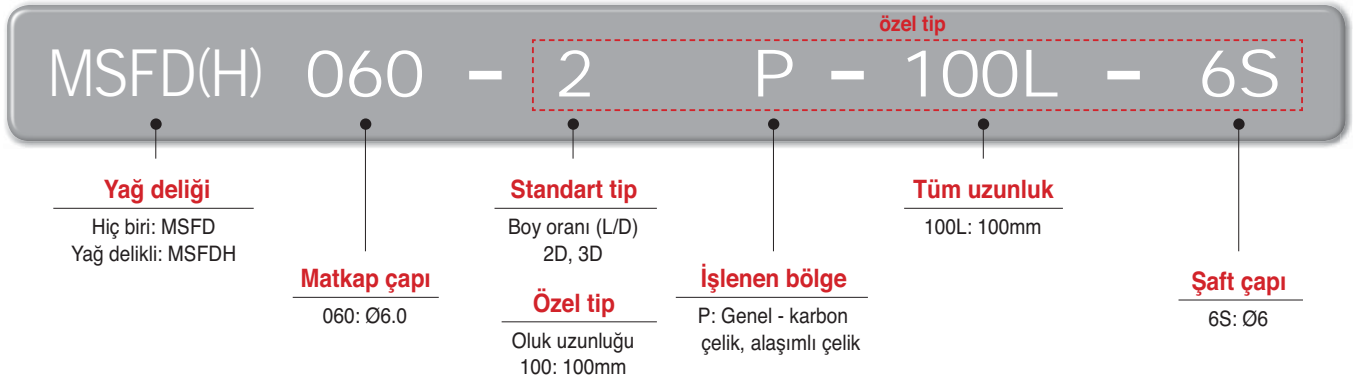 özel tip
MSFD(H) 060 - 2 P - 100L - 6S
Yağ deliği
Hiç biri: MSFD
Yağ delikli: MSFDH
Matkap çapı
060: Ø6.0
Standart tip
Boy oranı (L/D)
2D, 3D
Özel tip
Oluk uzunluğu
100: 100mm
İşlenen bölge
P: Genel - karbon
çelik, alaşımlı çelik
Tüm uzunluk
100L: 100mm
Şaft çapı
6S: Ø6